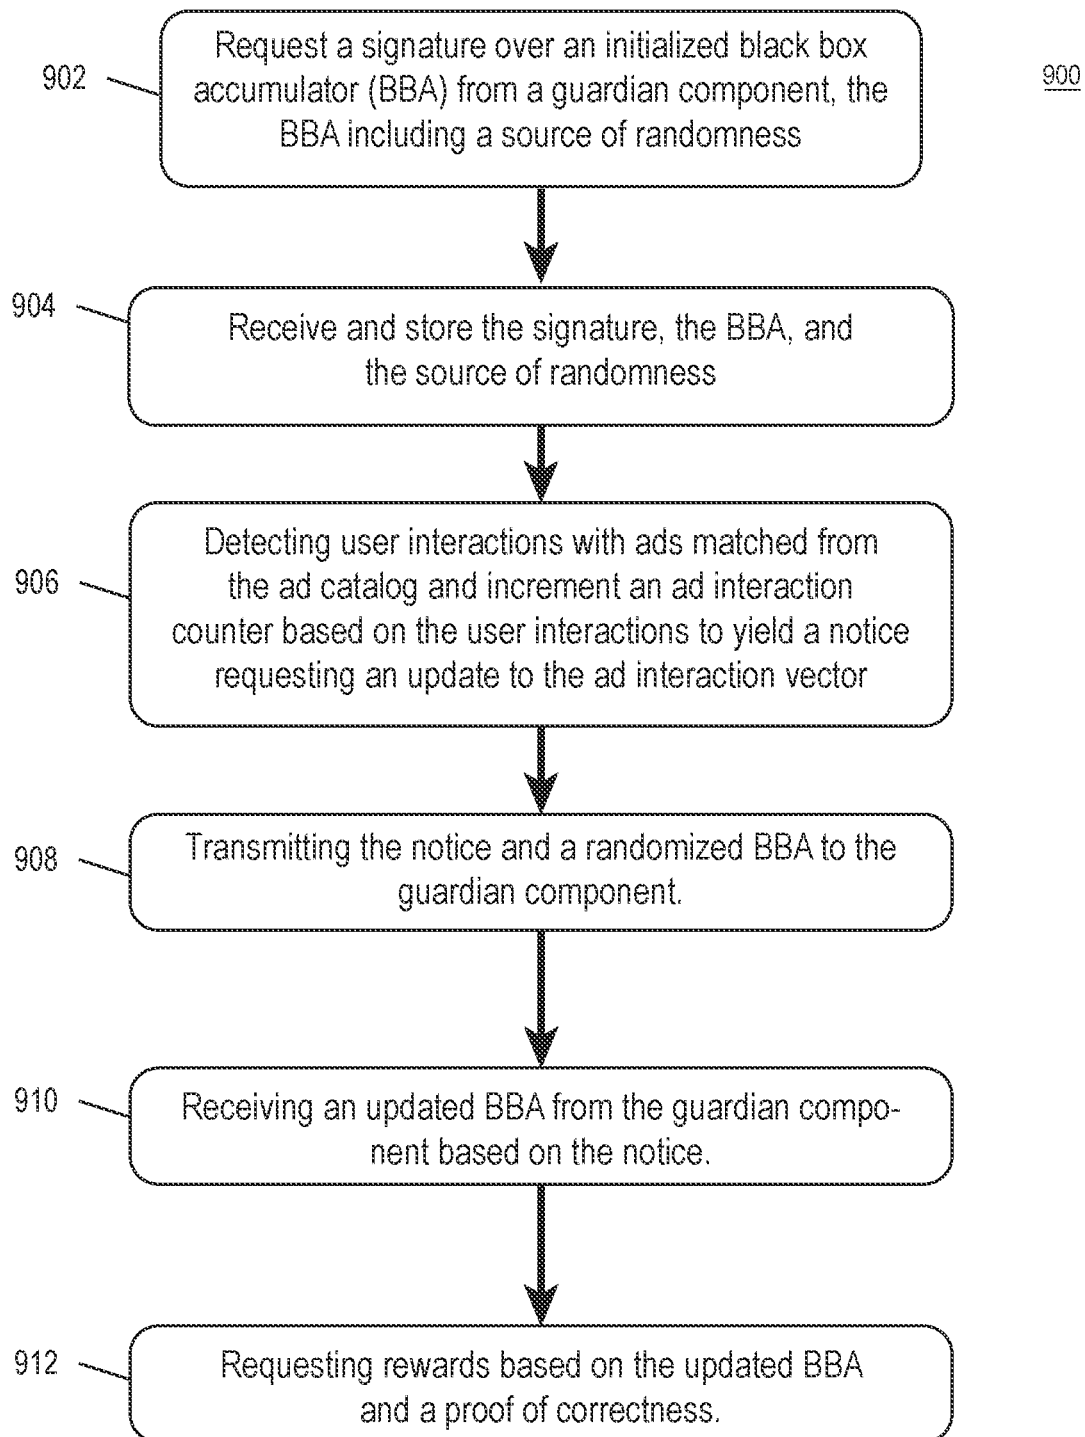 902
Request a signature over an initialized black box
accumulator (BBA) from a guardian component, the
BBA including a source of randomness
900
904
Receive and store the signature, the BBA, and
the source of randomness
906
Detecting user interactions with ads matched from
the ad catalog and increment an ad interaction
counter based on the user interactions to yield a notice
requesting an update to the ad interaction vector
908
Transmitting the notice and a randomized BBA to the
guardian component.
910
Receiving an updated BBA from the guardian compo-
nent based on the notice.
912
Requesting rewards based on the updated BBA
and a proof of correctness.